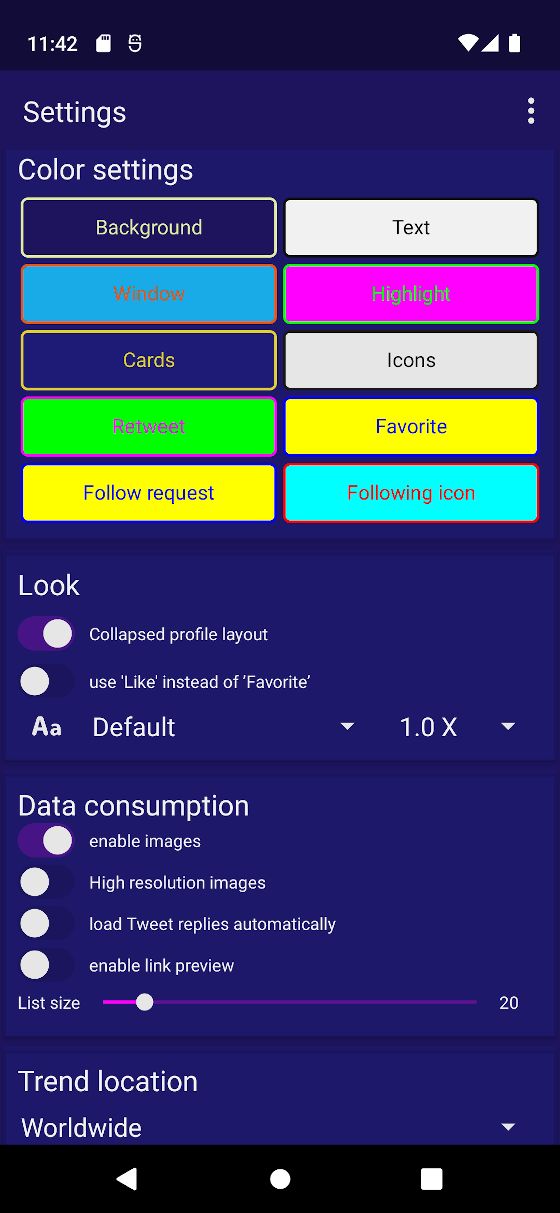 11:42
Settings
Color settings
Background Text
Window Highlight
Cards Icons
Retweet Favorite
Follow request Following icon
Look
Collapsed profile layout
use 'Like' instead of ‘Favorite’
Aa Default 1.0 X
Data consumption
enable images
High resolution images
load Tweet replies automatically
enable link preview
List size 20
Trend location
Worldwide